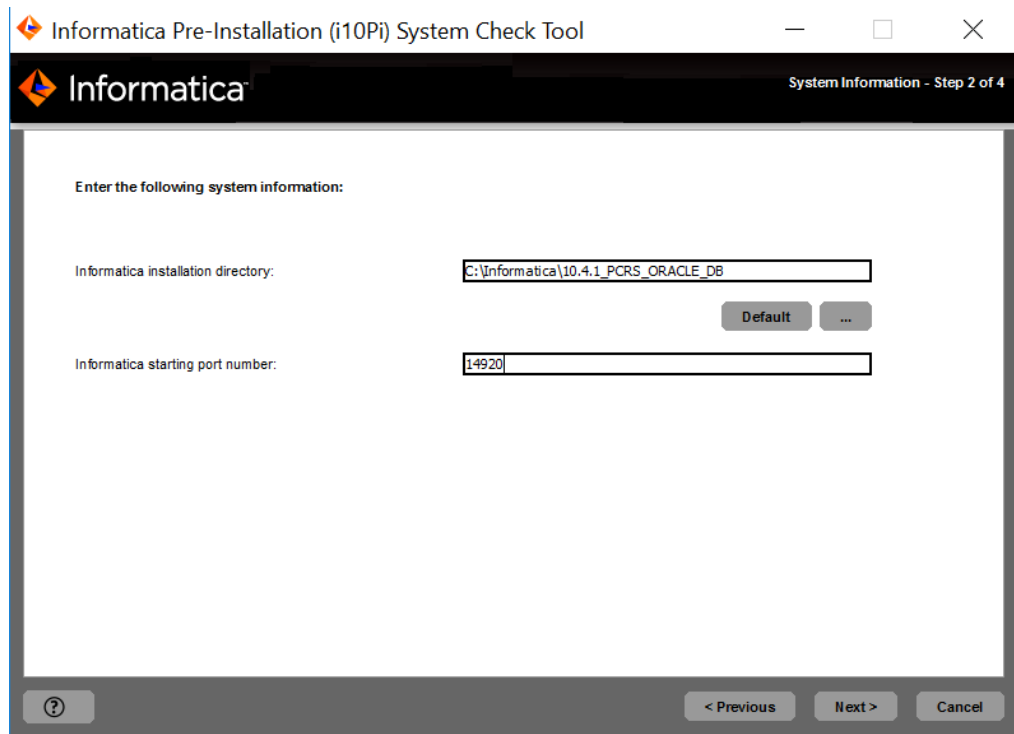 Informatica Pre-Installation (i10Pi) System Check Tool
Informatica™
System Information - Step 2 of 4
Enter the following system information:
Informatica installation directory:
C:\Informatica\10.4.1_PCRS_ORACLE_DB
Default
...
Informatica starting port number:
14920
?
< Previous
Next >
Cancel